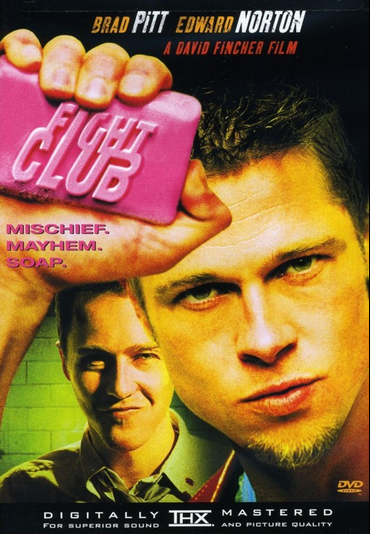 BRAD PITT EDWARD NORTON
A DAVID FINCHER FILM
FIGHT
CLUB
MISCHIEF.
MAYHEM.
SOAP.
DVD
DIGITALLY THX MASTERED
FOR SUPERIOR SOUND AND PICTURE QUALITY